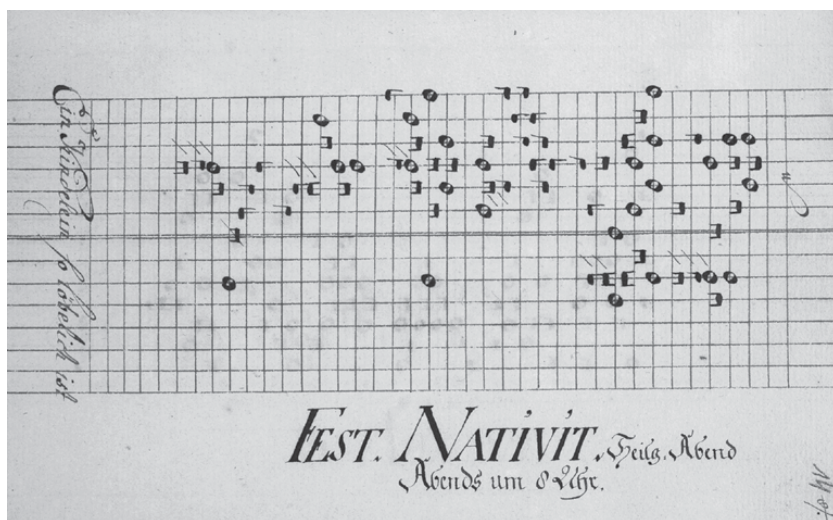 Ein Kindelein so löbelich ist
FEST. NATIVIT. Heilg. Abend
Abends um 8 Uhr.